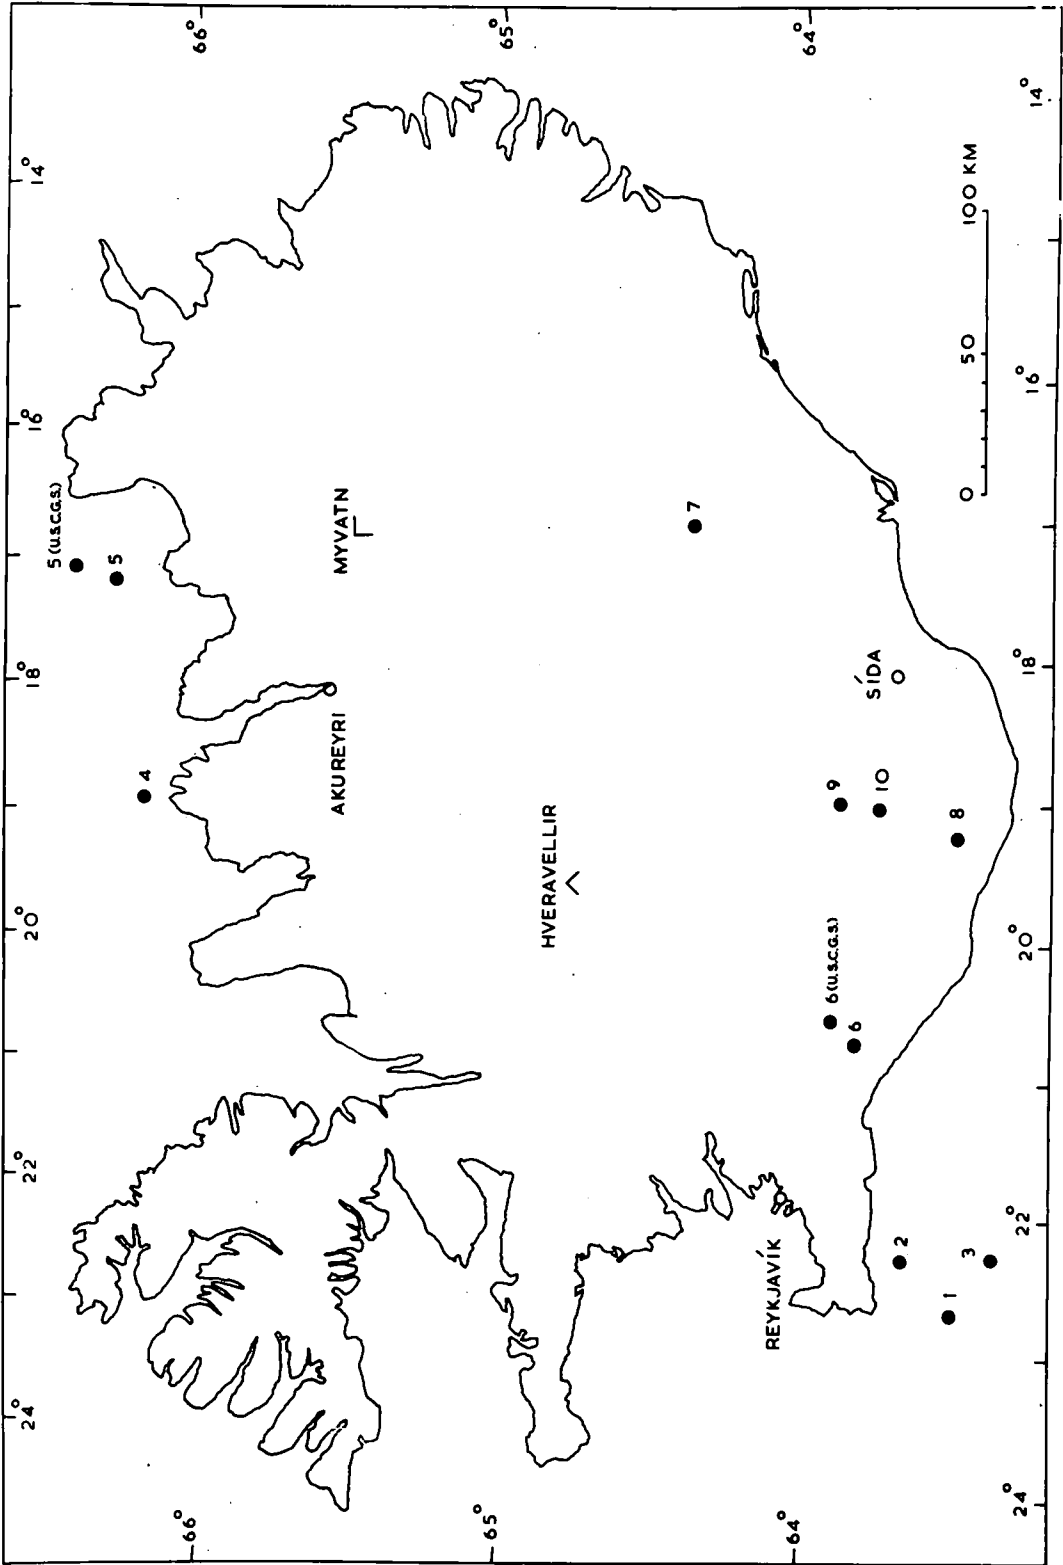 24° 22° 20° 18° 16° 14°
5 (U.S.C.G.S.)
5
4
66° 66°
AKUREYRI
MYVATN
65° 65°
HVERAVELLIR
7
REYKJAVÍK
64° 64°
6 (U.S.C.G.S.)
9
6
SÍDA
10
2
8
1
3
0 50 100 KM
24° 22° 20° 18° 16° 14°